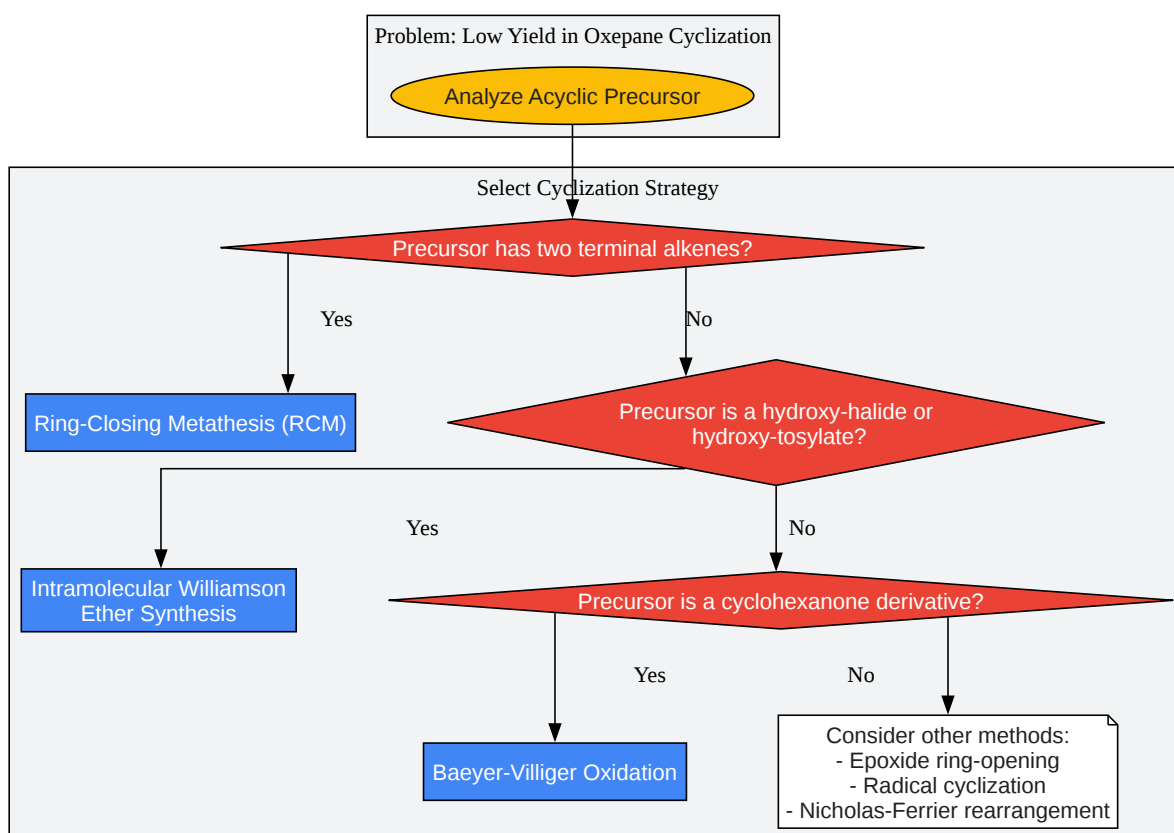 Problem: Low Yield in Oxepane Cyclization
Analyze Acyclic Precursor
Select Cyclization Strategy
Precursor has two terminal alkenes?
Yes
No
Ring-Closing Metathesis (RCM)
Precursor is a hydroxy-halide or
hydroxy-tosylate?
Yes
No
Intramolecular Williamson
Ether Synthesis
Precursor is a cyclohexanone derivative?
Yes
No
Baeyer-Villiger Oxidation
Consider other methods:
- Epoxide ring-opening
- Radical cyclization
- Nicholas-Ferrier rearrangement